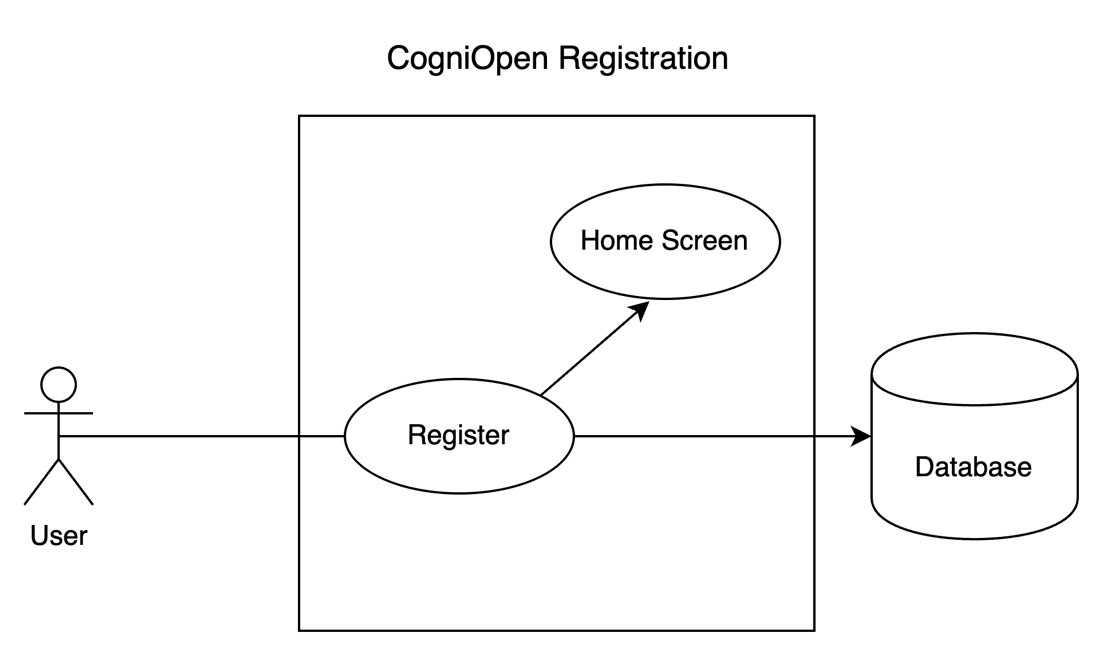 CogniOpen Registration
Home Screen
Register
Database
User